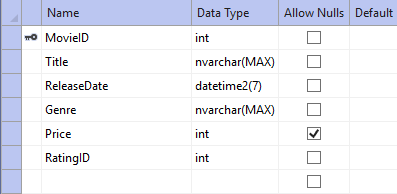 Name Data Type Allow Nulls Default
MovieID int
Title nvarchar(MAX)
ReleaseDate datetime2(7)
Genre nvarchar(MAX)
Price int
RatingID int